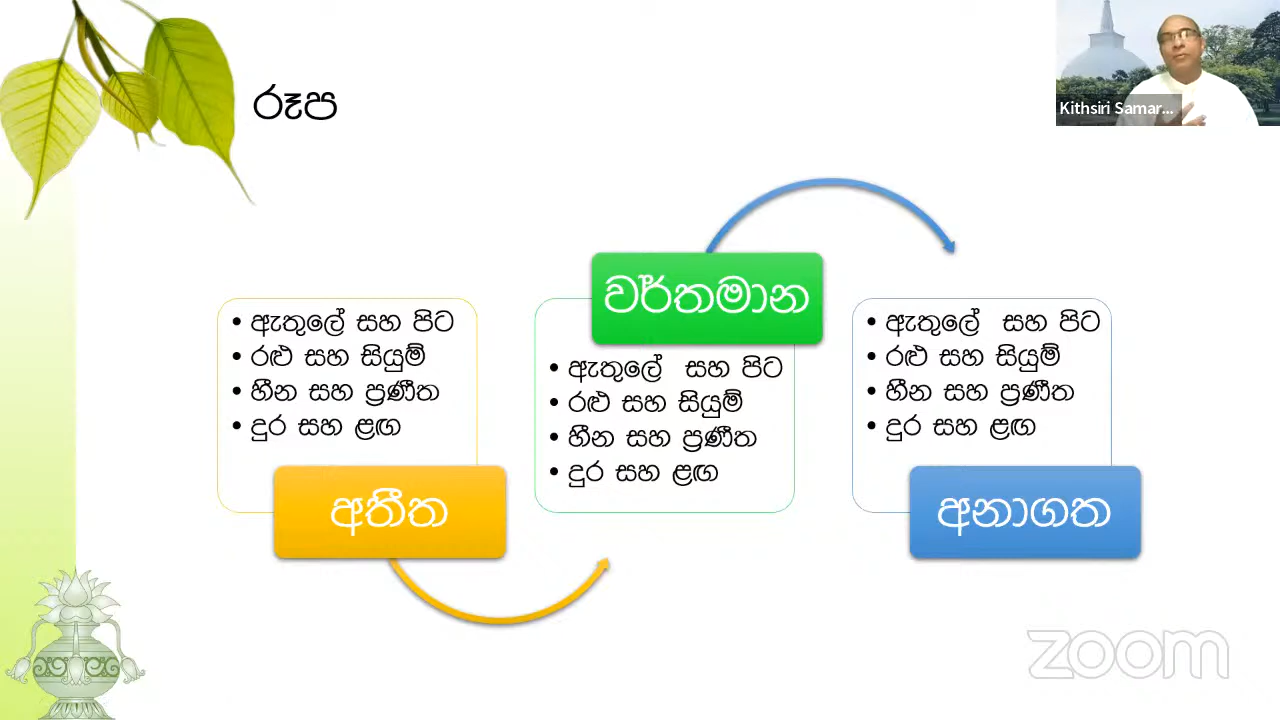 රූප
Kithsiri Samar...
අතීත
• ඇතුලේ සහ පිට
• රළු සහ සියුම්
• හීන සහ ප්‍රණීත
• දුර සහ ළඟ
වර්තමාන
• ඇතුලේ සහ පිට
• රළු සහ සියුම්
• හීන සහ ප්‍රණීත
• දුර සහ ළඟ
අනාගත
• ඇතුලේ සහ පිට
• රළු සහ සියුම්
• හීන සහ ප්‍රණීත
• දුර සහ ළඟ
zoom